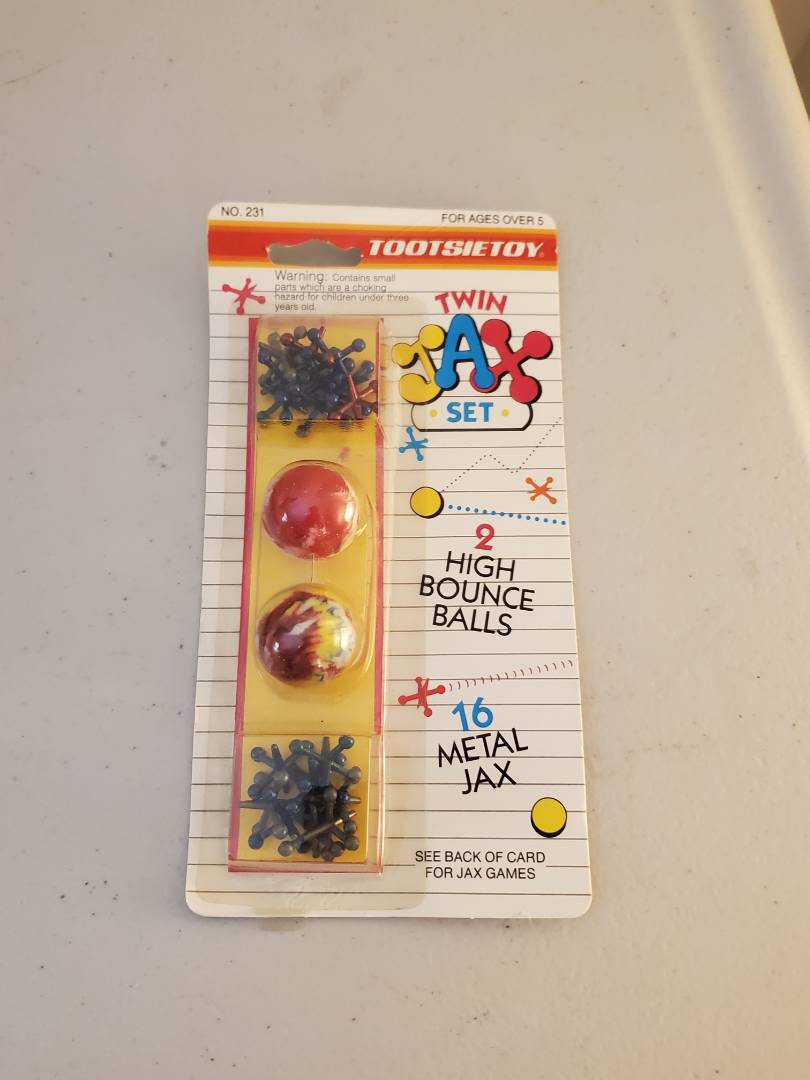 NO. 231
FOR AGES OVER 5
TOOTSIETOY®
Warning: Contains small
parts which are a choking
hazard for children under three
years old.
TWIN
JAX
SET
2
HIGH
BOUNCE
BALLS
16
METAL
JAX
SEE BACK OF CARD
FOR JAX GAMES